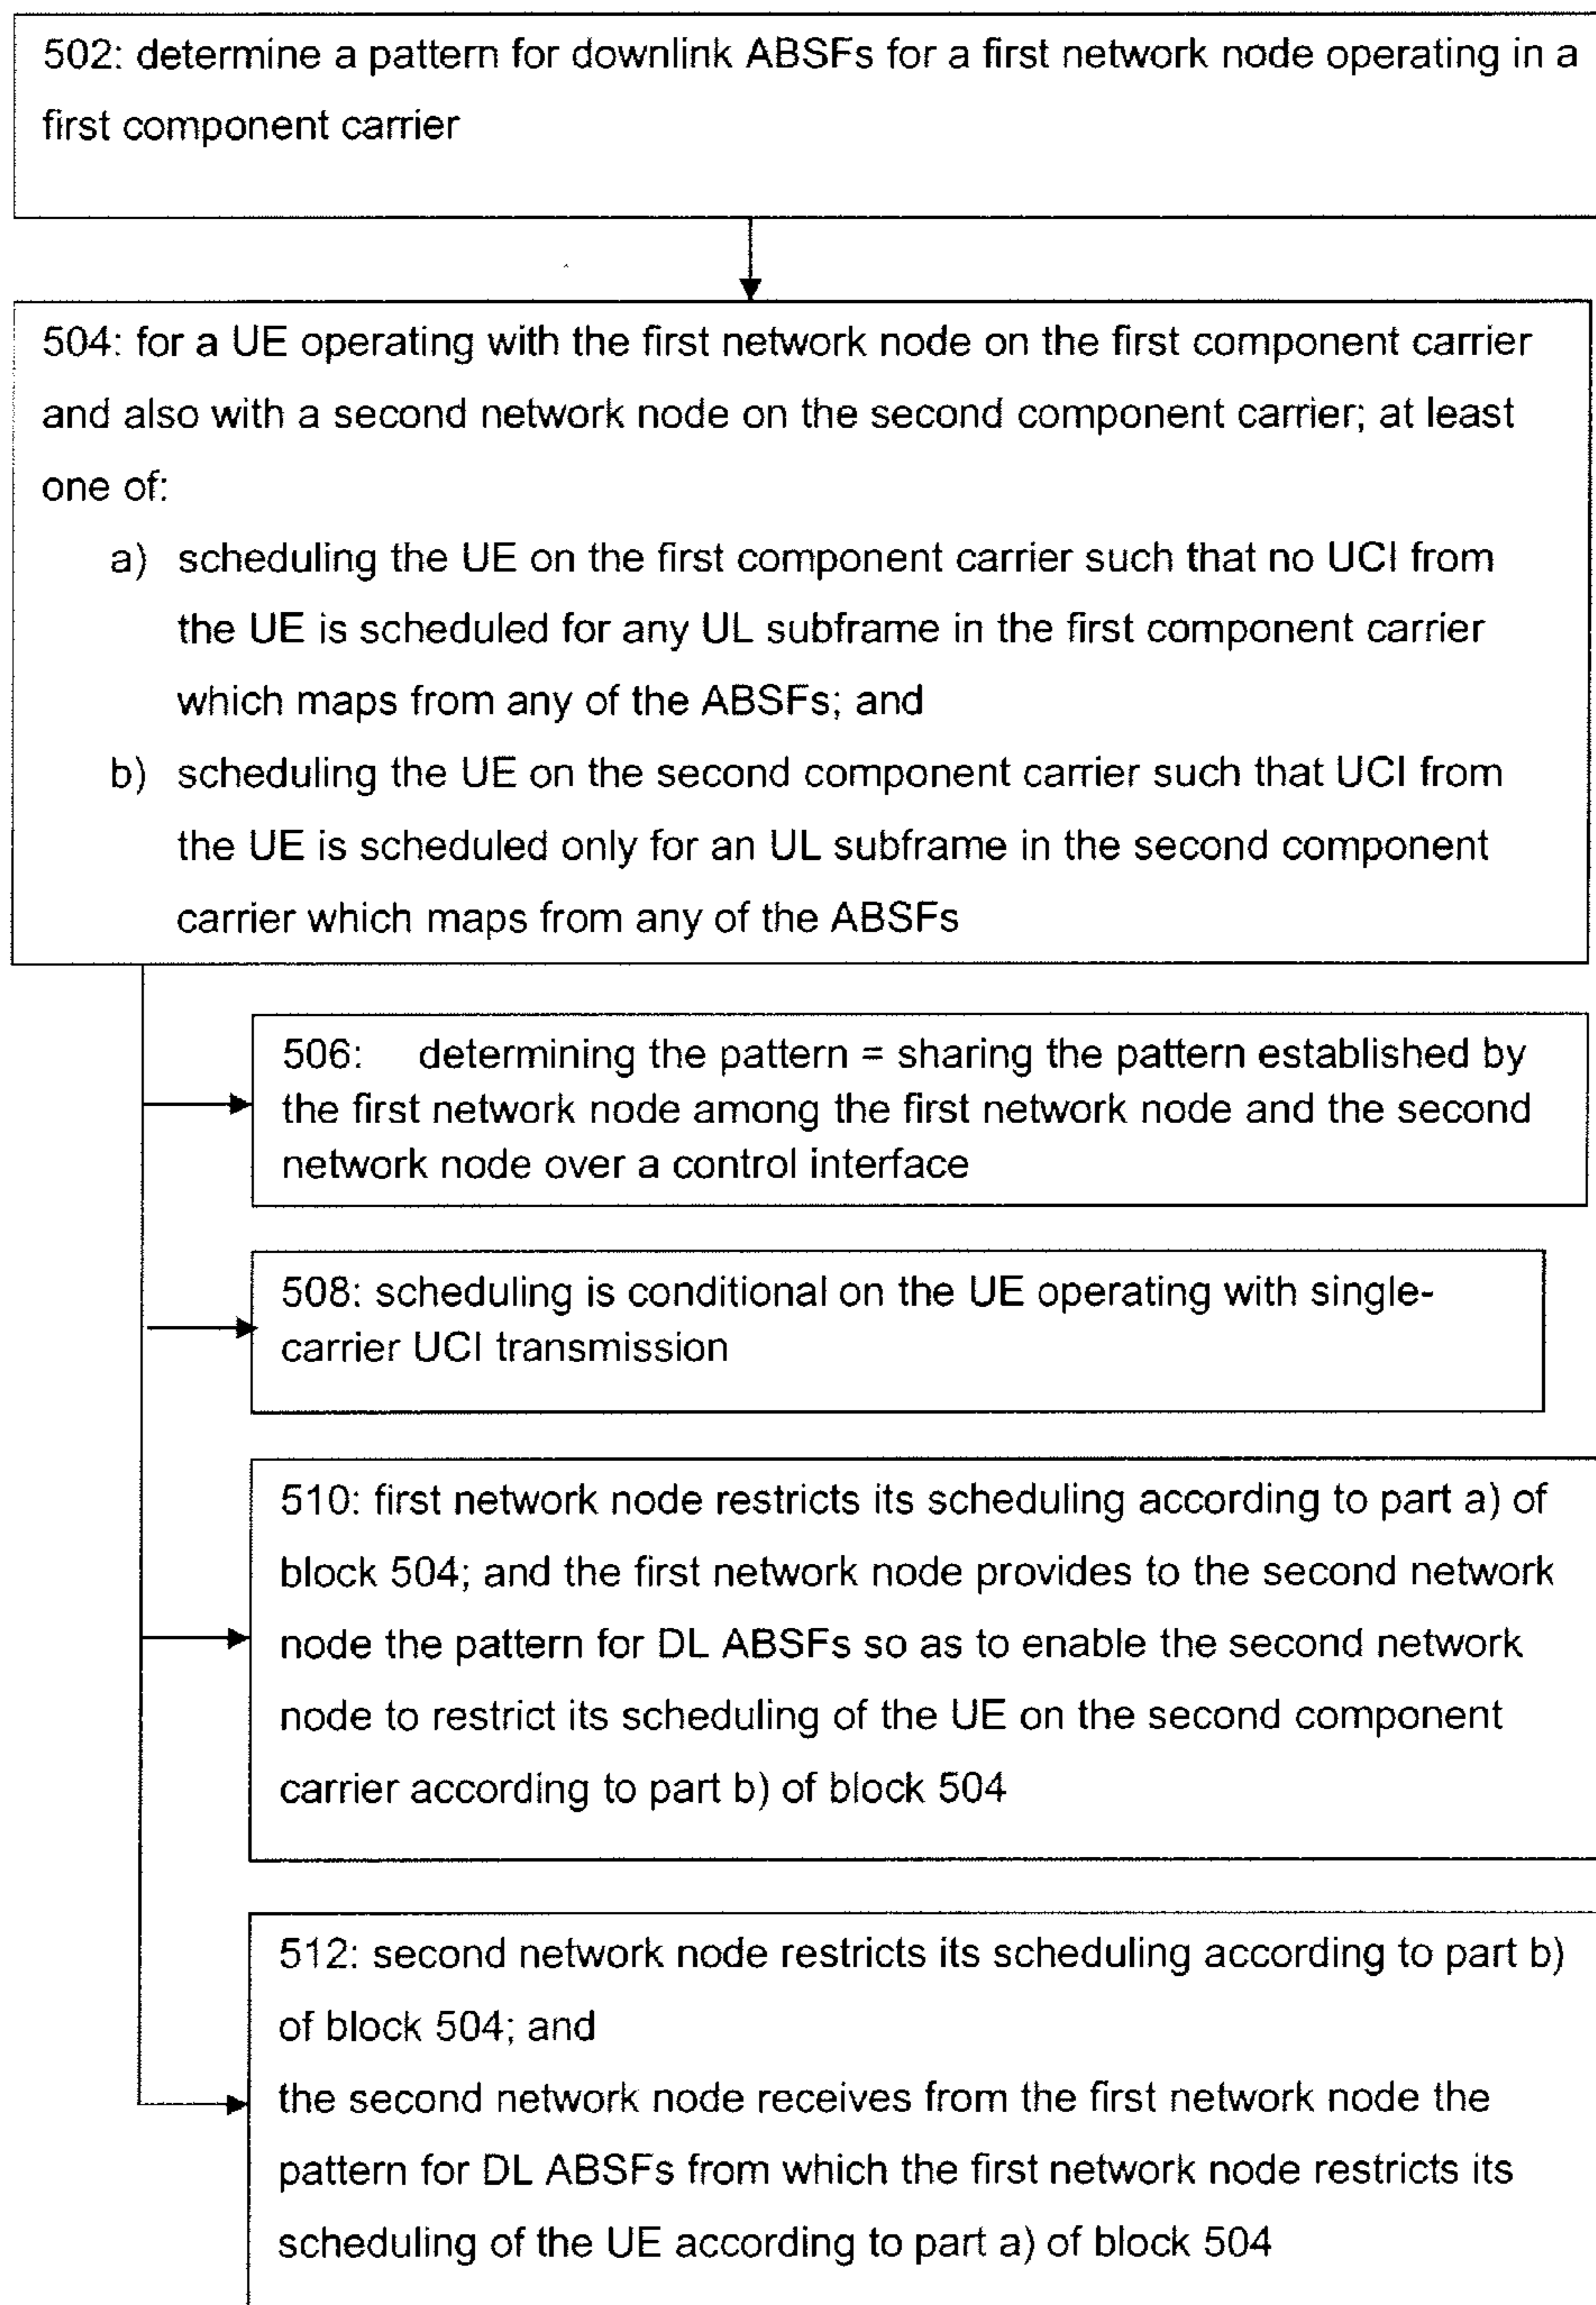 502: determine a pattern for downlink ABSFs for a first network node operating in a
first component carrier
504: for a UE operating with the first network node on the first component carrier
and also with a second network node on the second component carrier; at least
one of:
a) scheduling the UE on the first component carrier such that no UCI from
the UE is scheduled for any UL subframe in the first component carrier
which maps from any of the ABSFs; and
b) scheduling the UE on the second component carrier such that UCI from
the UE is scheduled only for an UL subframe in the second component
carrier which maps from any of the ABSFs
506: determining the pattern = sharing the pattern established by
the first network node among the first network node and the second
network node over a control interface
508: scheduling is conditional on the UE operating with single-
carrier UCI transmission
510: first network node restricts its scheduling according to part a) of
block 504; and the first network node provides to the second network
node the pattern for DL ABSFs so as to enable the second network
node to restrict its scheduling of the UE on the second component
carrier according to part b) of block 504
512: second network node restricts its scheduling according to part b)
of block 504; and
the second network node receives from the first network node the
pattern for DL ABSFs from which the first network node restricts its
scheduling of the UE according to part a) of block 504